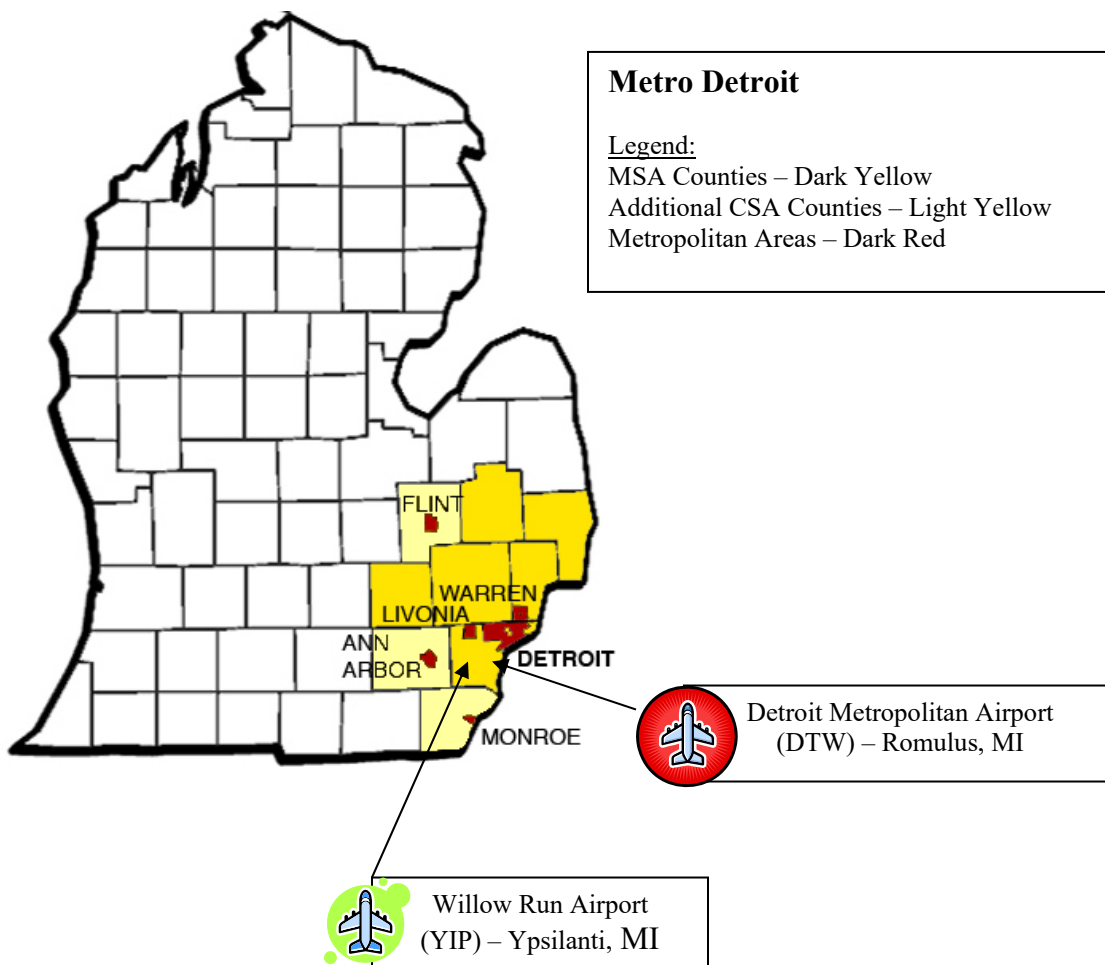 Metro Detroit
Legend:
MSA Counties – Dark Yellow
Additional CSA Counties – Light Yellow
Metropolitan Areas – Dark Red
FLINT
WARREN
LIVONIA
ANN
ARBOR
DETROIT
MONROE
Detroit Metropolitan Airport
(DTW) – Romulus, MI
Willow Run Airport
(YIP) – Ypsilanti, MI